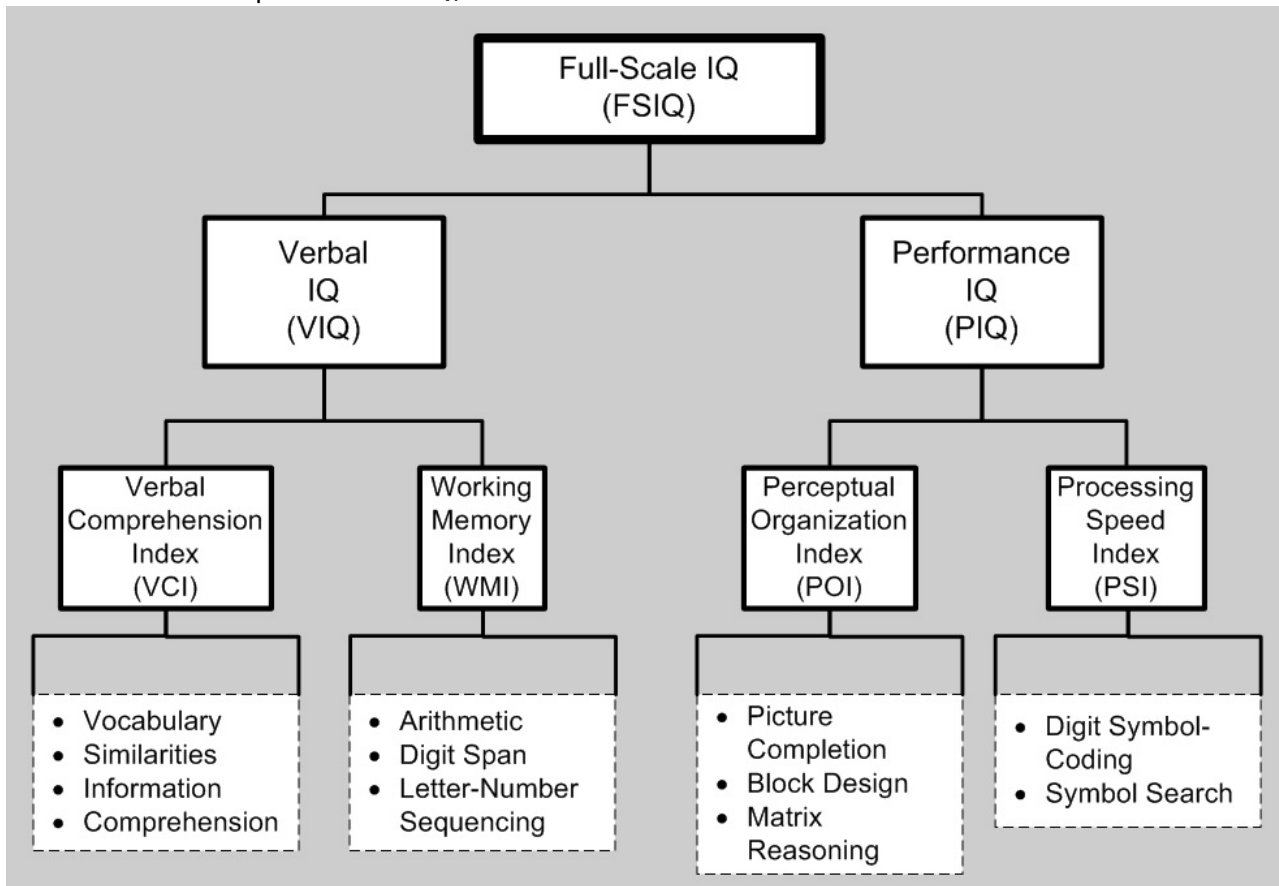 Full-Scale IQ
(FSIQ)
Verbal
IQ
(VIQ)
Performance
IQ
(PIQ)
Verbal
Comprehension
Index
(VCI)
Working
Memory
Index
(WMI)
Perceptual
Organization
Index
(POI)
Processing
Speed
Index
(PSI)
• Vocabulary
• Similarities
• Information
• Comprehension
• Arithmetic
• Digit Span
• Letter-Number
Sequencing
• Picture
Completion
• Block Design
• Matrix
Reasoning
• Digit Symbol-
Coding
• Symbol Search